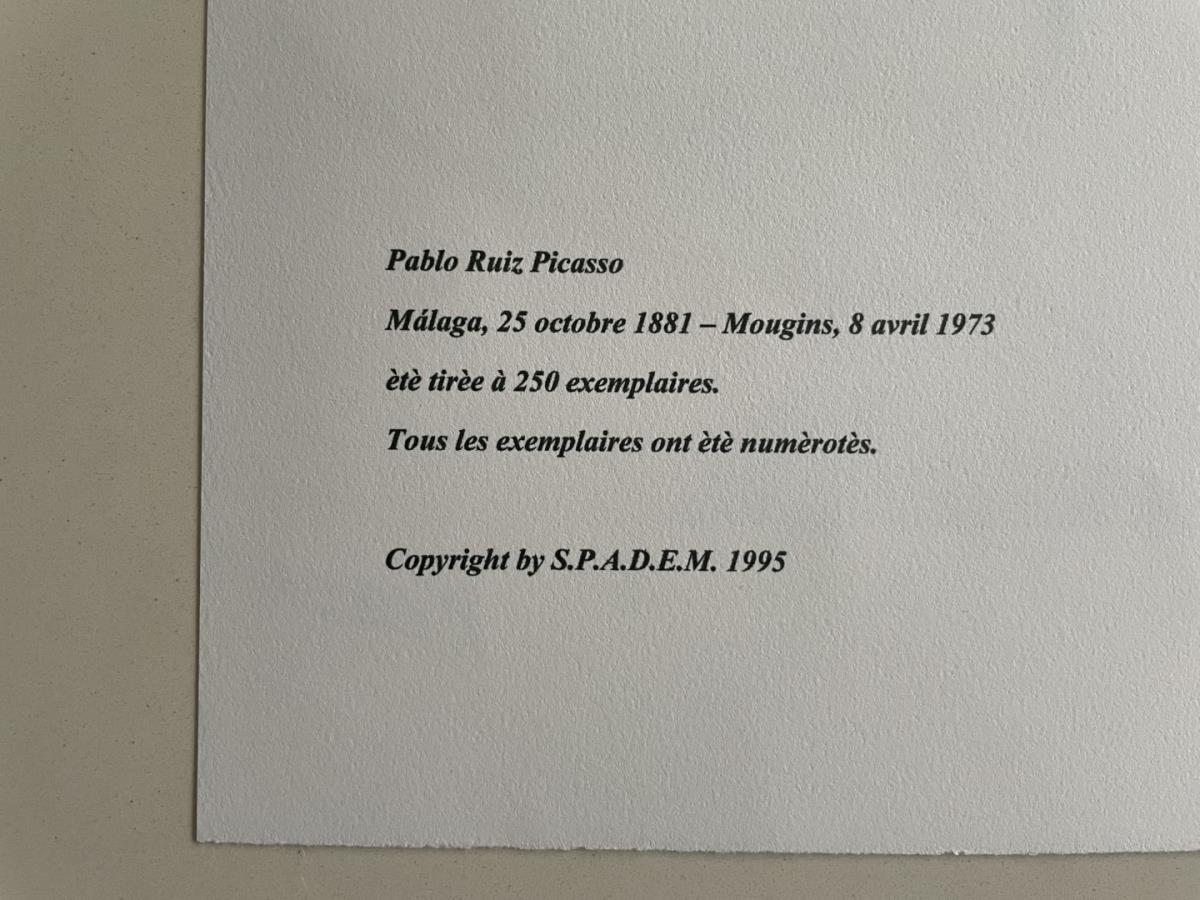 Pablo Ruiz Picasso
Málaga, 25 octobre 1881 – Mougins, 8 avril 1973
ètè tirèe à 250 exemplaires.
Tous les exemplaires ont ètè numèrotès.
Copyright by S.P.A.D.E.M. 1995